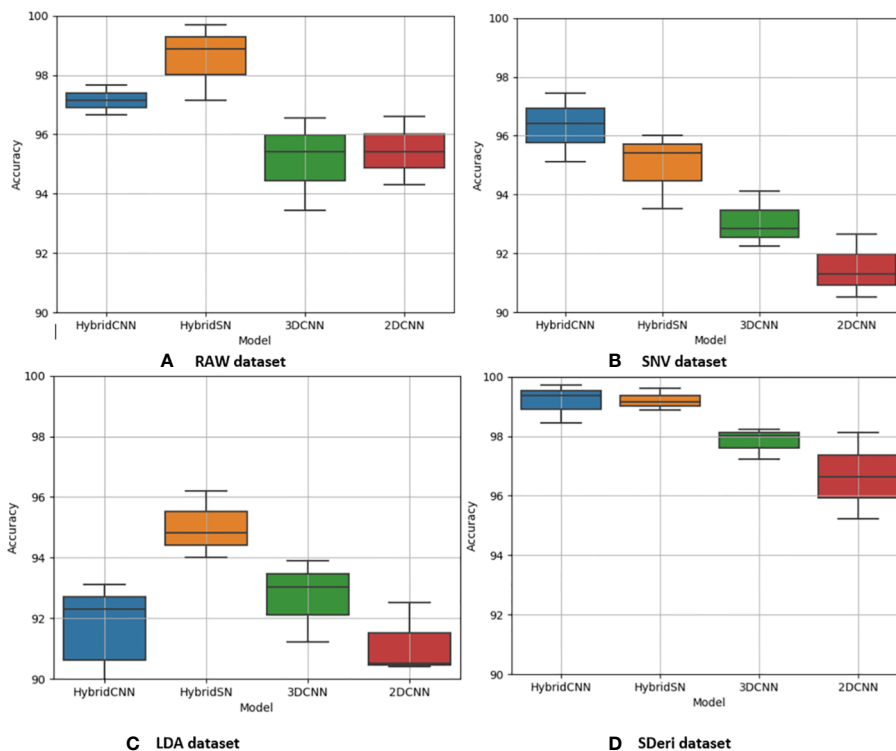 100
98
96
94
92
90
Accuracy
HybridCNN HybridSN 3DCNN 2DCNN
Model
A RAW dataset
100
98
96
94
92
90
Accuracy
HybridCNN HybridSN 3DCNN 2DCNN
Model
B SNV dataset
100
98
96
94
92
90
Accuracy
HybridCNN HybridSN 3DCNN 2DCNN
Model
C LDA dataset
100
98
96
94
92
90
Accuracy
HybridCNN HybridSN 3DCNN 2DCNN
Model
D SDeri dataset